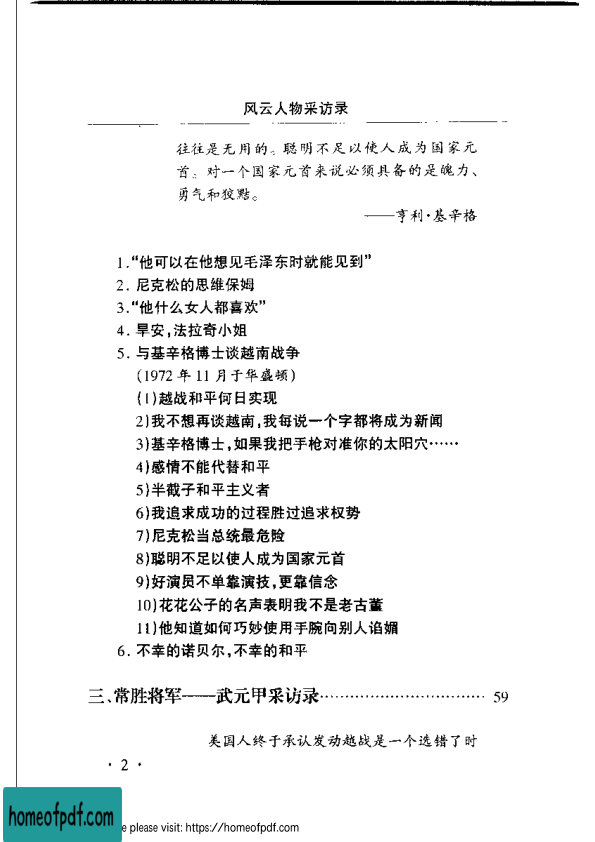 风云人物采访录
往往是无用的。聪明不足以使人成为国家元
首。对一个国家元首来说必须具备的是魄力、
勇气和狡黠。
——亨利·基辛格
1.“他可以在他想见毛泽东时就能见到”
2. 尼克松的思维保姆
3.“他什么女人都喜欢”
4. 早安,法拉奇小姐
5. 与基辛格博士谈越南战争
(1972 年 11 月于华盛顿)
(1)越战和平何日实现
2)我不想再谈越南,我每说一个字都将成为新闻
3)基辛格博士,如果我把手枪对准你的太阳穴……
4)感情不能代替和平
5)半截子和平主义者
6)我追求成功的过程胜过追求权势
7)尼克松当总统最危险
8)聪明不足以使人成为国家元首
9)好演员不单靠演技,更靠信念
10)花花公子的名声表明我不是老古董
11)他知道如何巧妙使用手腕向别人谄媚
6. 不幸的诺贝尔,不幸的和平
三、常胜将军——武元甲采访录……………………………… 59
美国人终于承认发动越战是一个选错了时
· 2 ·
homeofpdf.com
e please visit: https://homeofpdf.com